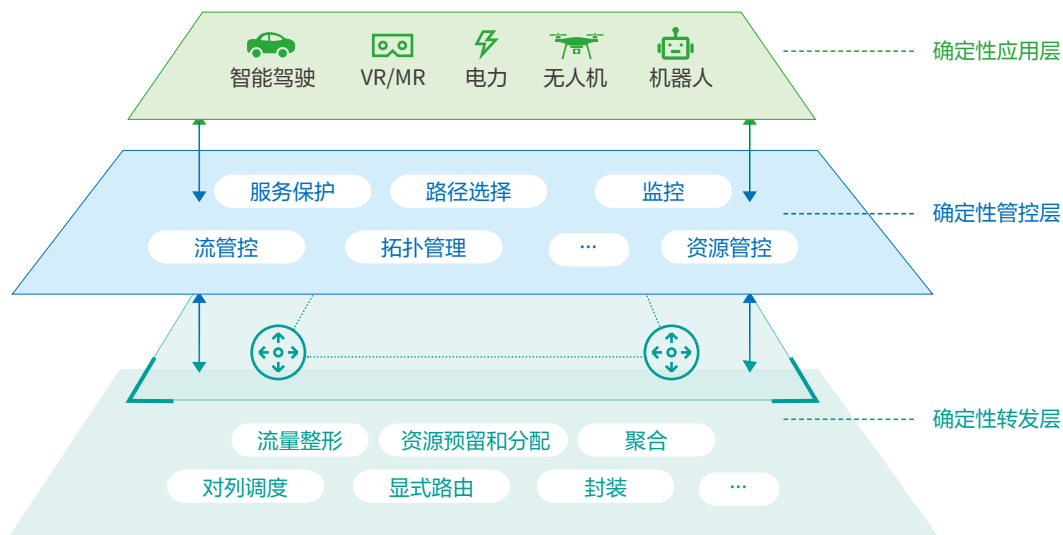 智能驾驶 VR/MR 电力 无人机 机器人
确定性应用层
服务保护 路径选择 监控
确定性管控层
流管控 拓扑管理 … 资源管控
确定性转发层
流量整形 资源预留和分配 聚合
对列调度 显式路由 封装 …